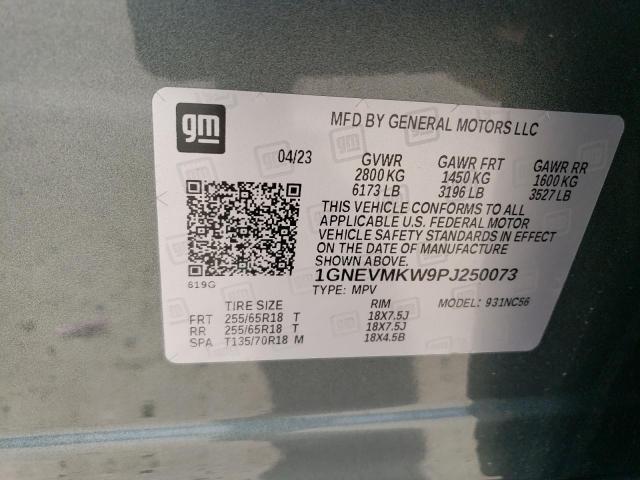 gm
MFD BY GENERAL MOTORS LLC
04/23 GVWR GAWR FRT GAWR RR
2800 KG 1450 KG 1600 KG
6173 LB 3196 LB 3527 LB
THIS VEHICLE CONFORMS TO ALL
APPLICABLE U.S. FEDERAL MOTOR
VEHICLE SAFETY STANDARDS IN EFFECT
ON THE DATE OF MANUFACTURE
SHOWN ABOVE.
819G
1GNEVMKW9PJ250073
TYPE: MPV MODEL: 931NC56
TIRE SIZE RIM
FRT 255/65R18 T 18X7.5J
RR 255/65R18 T 18X7.5J
SPA T135/70R18 M 18X4.5B